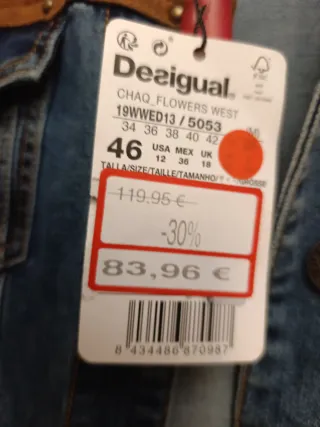 Desigual.
CHAQ_FLOWERS WEST
19WWED13 / 5053
34 36 38 40 42
46 USA MEX UK
12 36 18
TALLA/SIZE/TAILLE/TAMANHO/
119.95 €
-30%
83,96 €
8 434486 870987